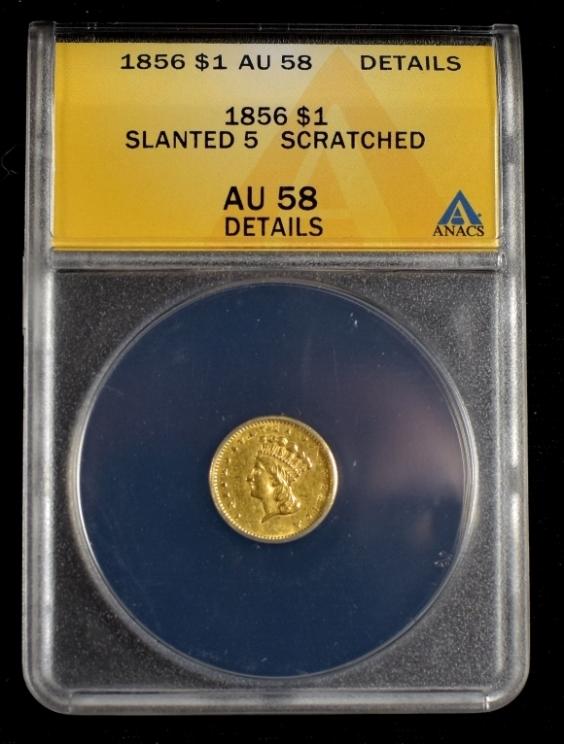 1856 $1 AU 58 DETAILS
1856 $1
SLANTED 5 SCRATCHED
AU 58
DETAILS
ANACS